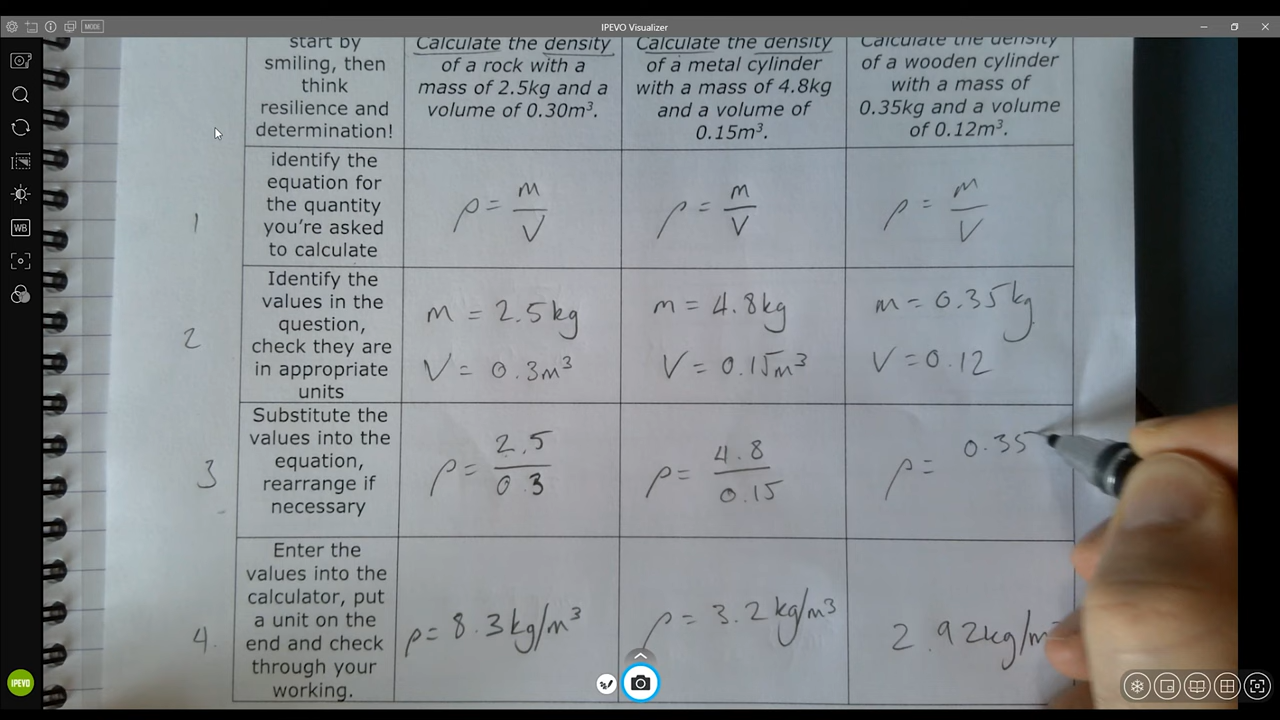 MODE
IPEVO Visualizer
start by
smiling, then
think
resilience and
determination!
Calculate the density
of a rock with a
mass of 2.5kg and a
volume of 0.30m³.
Calculate the density
of a metal cylinder
with a mass of 4.8kg
and a volume of
0.15m³.
Calculate the density
of a wooden cylinder
with a mass of
0.35kg and a volume
of 0.12m³.
1
identify the
equation for
the quantity
you're asked
to calculate
ρ = m/V
ρ = m/V
ρ = m/V
2
Identify the
values in the
question,
check they are
in appropriate
units
m = 2.5kg
V = 0.3m³
m = 4.8kg
V = 0.15m³
m = 0.35kg
V = 0.12
3
Substitute the
values into the
equation,
rearrange if
necessary
ρ = 2.5/0.3
ρ = 4.8/0.15
ρ = 0.35
4.
Enter the
values into the
calculator, put
a unit on the
end and check
through your
working.
ρ = 8.3kg/m³
ρ = 3.2kg/m³
2.92kg/m
WB
IPEVO